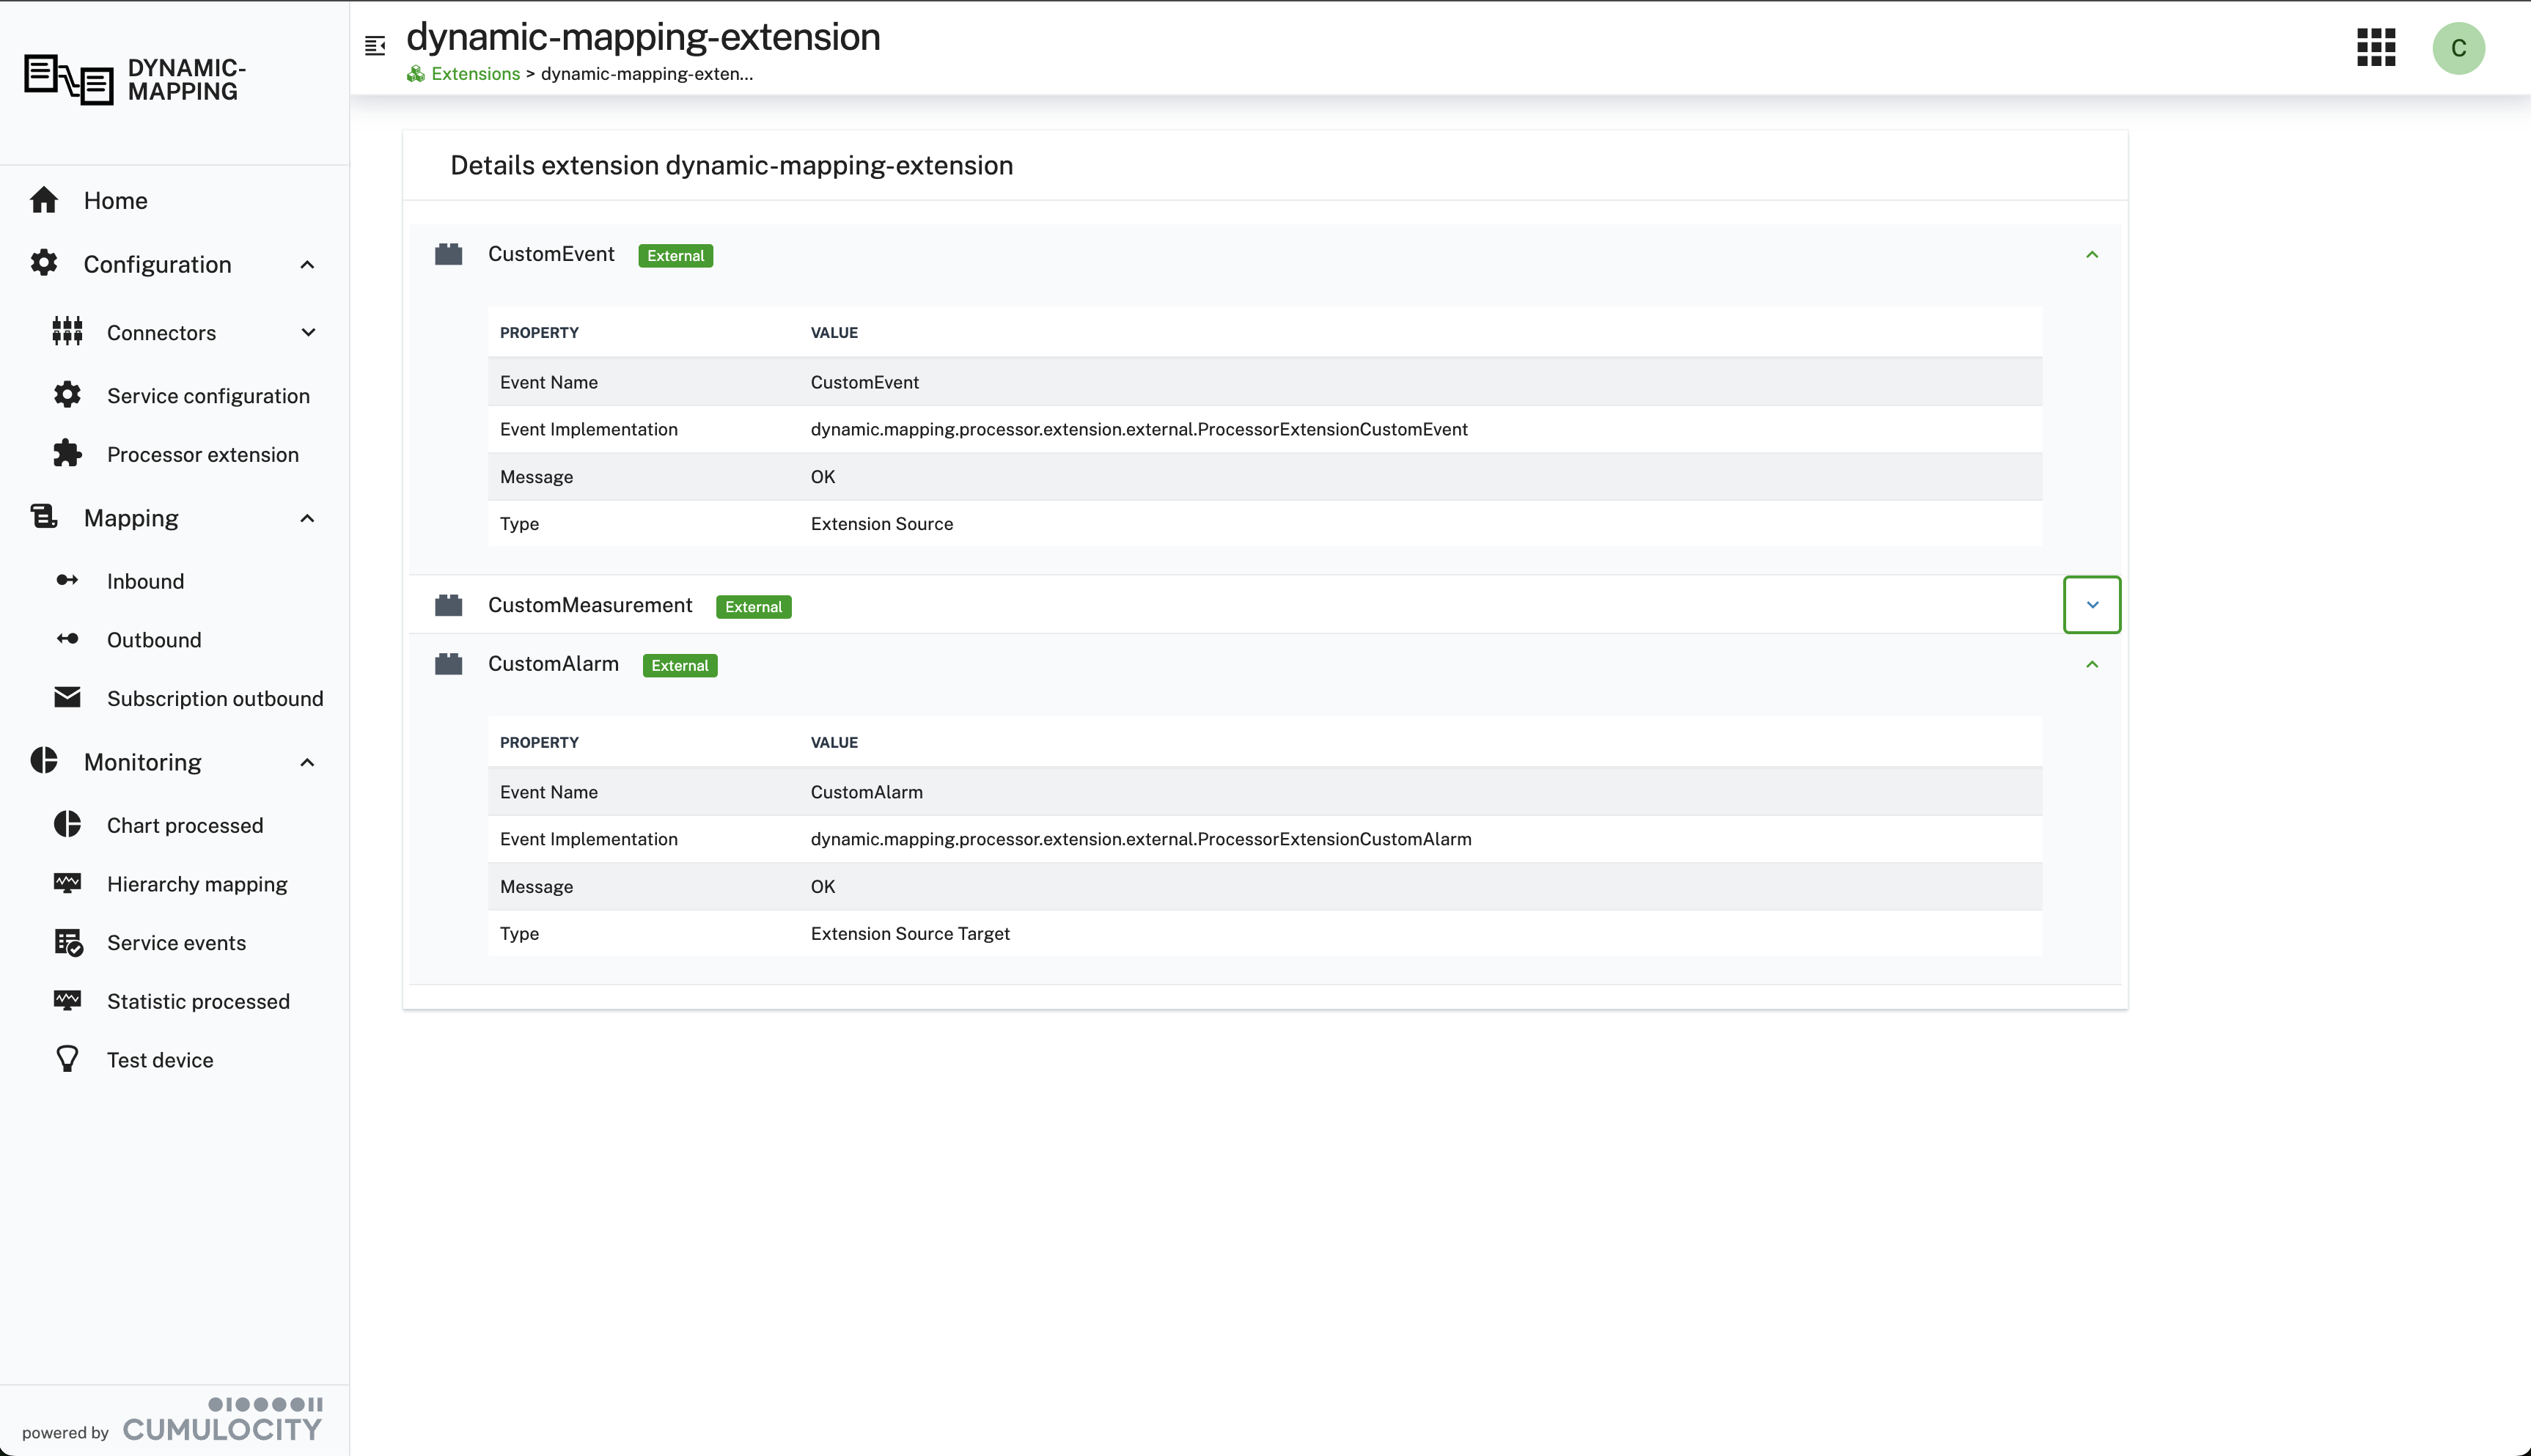 DYNAMIC-
MAPPING
dynamic-mapping-extension
Extensions > dynamic-mapping-exten...
C
Home
Configuration
Connectors
Service configuration
Processor extension
Mapping
Inbound
Outbound
Subscription outbound
Monitoring
Chart processed
Hierarchy mapping
Service events
Statistic processed
Test device
powered by CUMULOCITY
Details extension dynamic-mapping-extension
CustomEvent External
PROPERTY VALUE
Event Name CustomEvent
Event Implementation dynamic.mapping.processor.extension.external.ProcessorExtensionCustomEvent
Message OK
Type Extension Source
CustomMeasurement External
CustomAlarm External
PROPERTY VALUE
Event Name CustomAlarm
Event Implementation dynamic.mapping.processor.extension.external.ProcessorExtensionCustomAlarm
Message OK
Type Extension Source Target